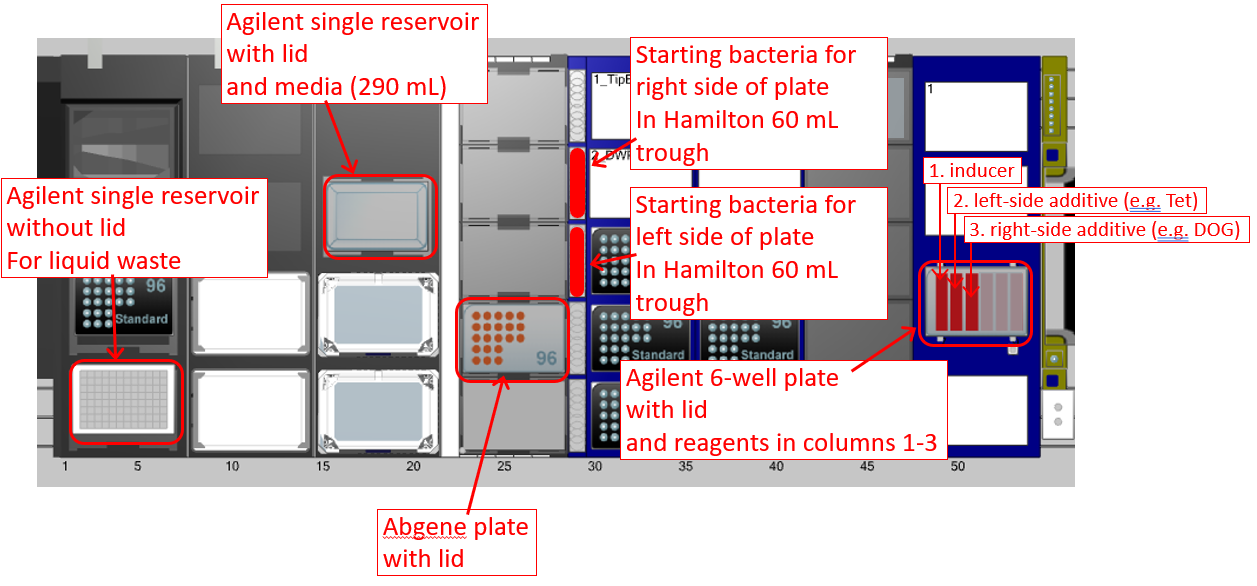 Agilent single reservoir
with lid
and media (290 mL)
Starting bacteria for
right side of plate
In Hamilton 60 mL
trough
1
1. inducer
2. left-side additive (e.g. Tet)
3. right-side additive (e.g. DOG)
Agilent single reservoir
without lid
For liquid waste
Starting bacteria for
left side of plate
In Hamilton 60 mL
trough
96
Standard
96
96
Standard
96
Standard
Agilent 6-well plate
with lid
and reagents in columns 1-3
1 5 10 15 20 25 30 35 40 45 50
Abgene plate
with lid